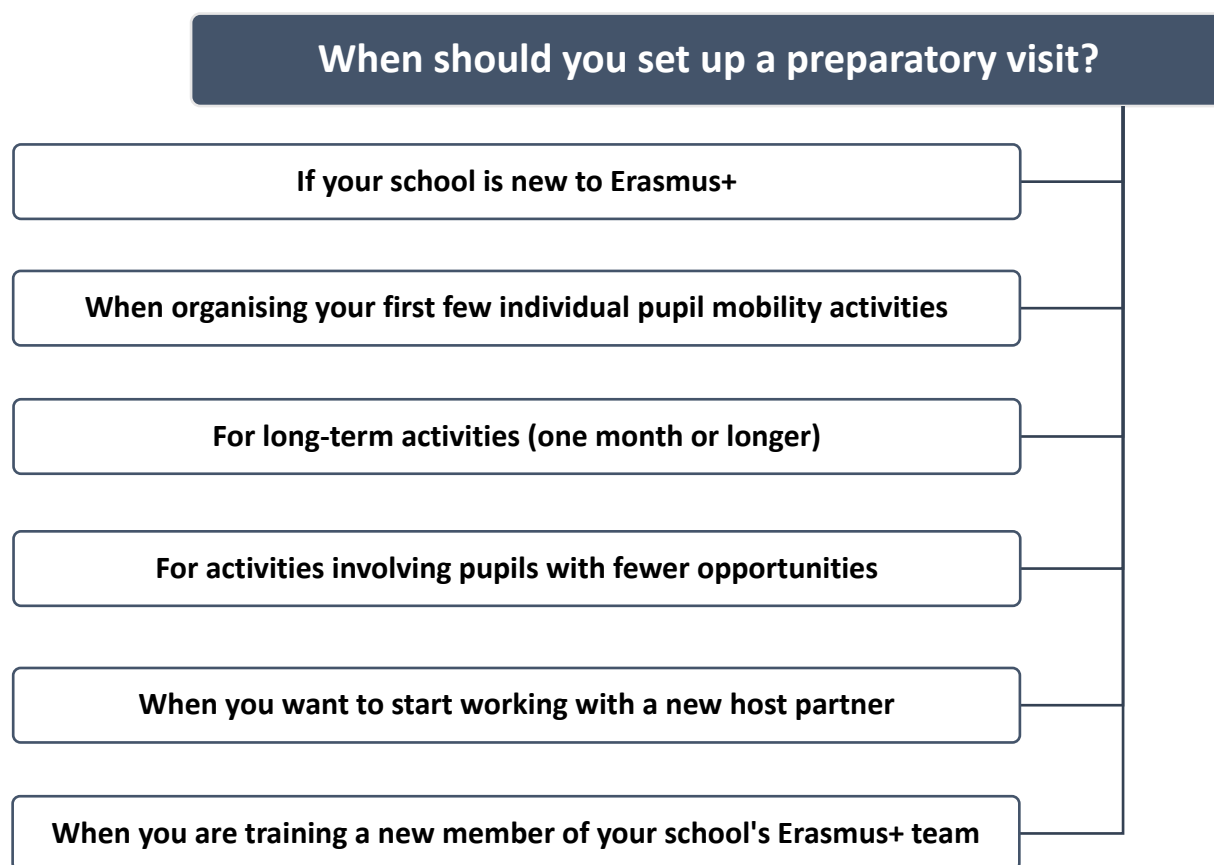 When should you set up a preparatory visit?
If your school is new to Erasmus+
When organising your first few individual pupil mobility activities
For long-term activities (one month or longer)
For activities involving pupils with fewer opportunities
When you want to start working with a new host partner
When you are training a new member of your school's Erasmus+ team